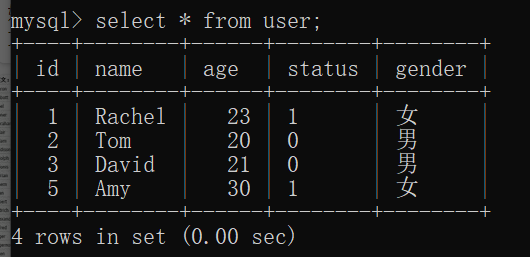 mysql> select * from user;
+----+--------+------+--------+--------+
| id | name   | age  | status | gender |
+----+--------+------+--------+--------+
|  1 | Rachel |   23 | 1      | 女     |
|  2 | Tom    |   20 | 0      | 男     |
|  3 | David  |   21 | 0      | 男     |
|  5 | Amy    |   30 | 1      | 女     |
+----+--------+------+--------+--------+
4 rows in set (0.00 sec)